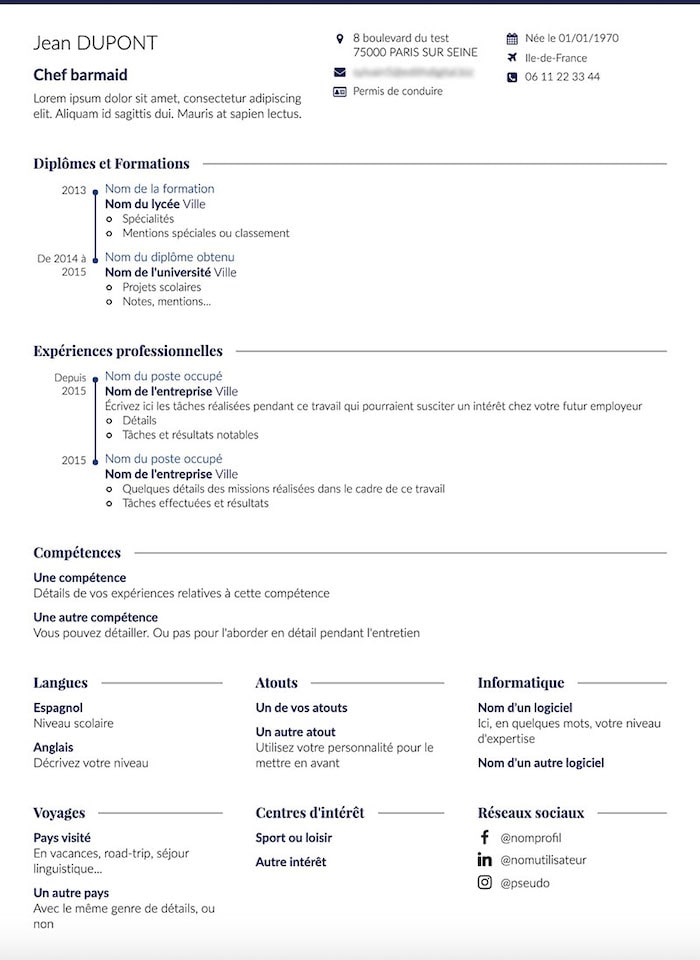 Jean DUPONT
Chef barmaid
Lorem ipsum dolor sit amet, consectetur adipiscing
elit. Aliquam id sagittis dui. Mauris at sapien lectus.
8 boulevard du test
75000 PARIS SUR SEINE
Permis de conduire
Née le 01/01/1970
Ile-de-France
06 11 22 33 44
Diplômes et Formations
2013
Nom de la formation
Nom du lycée Ville
Spécialités
Mentions spéciales ou classement
De 2014 à
2015
Nom du diplôme obtenu
Nom de l'université Ville
Projets scolaires
Notes, mentions...
Expériences professionnelles
Depuis
2015
Nom du poste occupé
Nom de l'entreprise Ville
Écrivez ici les tâches réalisées pendant ce travail qui pourraient susciter un intérêt chez votre futur employeur
Détails
Tâches et résultats notables
2015
Nom du poste occupé
Nom de l'entreprise Ville
Quelques détails des missions réalisées dans le cadre de ce travail
Tâches effectuées et résultats
Compétences
Une compétence
Détails de vos expériences relatives à cette compétence
Une autre compétence
Vous pouvez détailler. Ou pas pour l'aborder en détail pendant l'entretien
Langues
Espagnol
Niveau scolaire
Anglais
Décrivez votre niveau
Atouts
Un de vos atouts
Un autre atout
Utilisez votre personnalité pour le
mettre en avant
Informatique
Nom d'un logiciel
Ici, en quelques mots, votre niveau
d'expertise
Nom d'un autre logiciel
Voyages
Pays visité
En vacances, road-trip, séjour
linguistique...
Un autre pays
Avec le même genre de détails, ou
non
Centres d'intérêt
Sport ou loisir
Autre intérêt
Réseaux sociaux
@nomprofil
@nomutilisateur
@pseudo